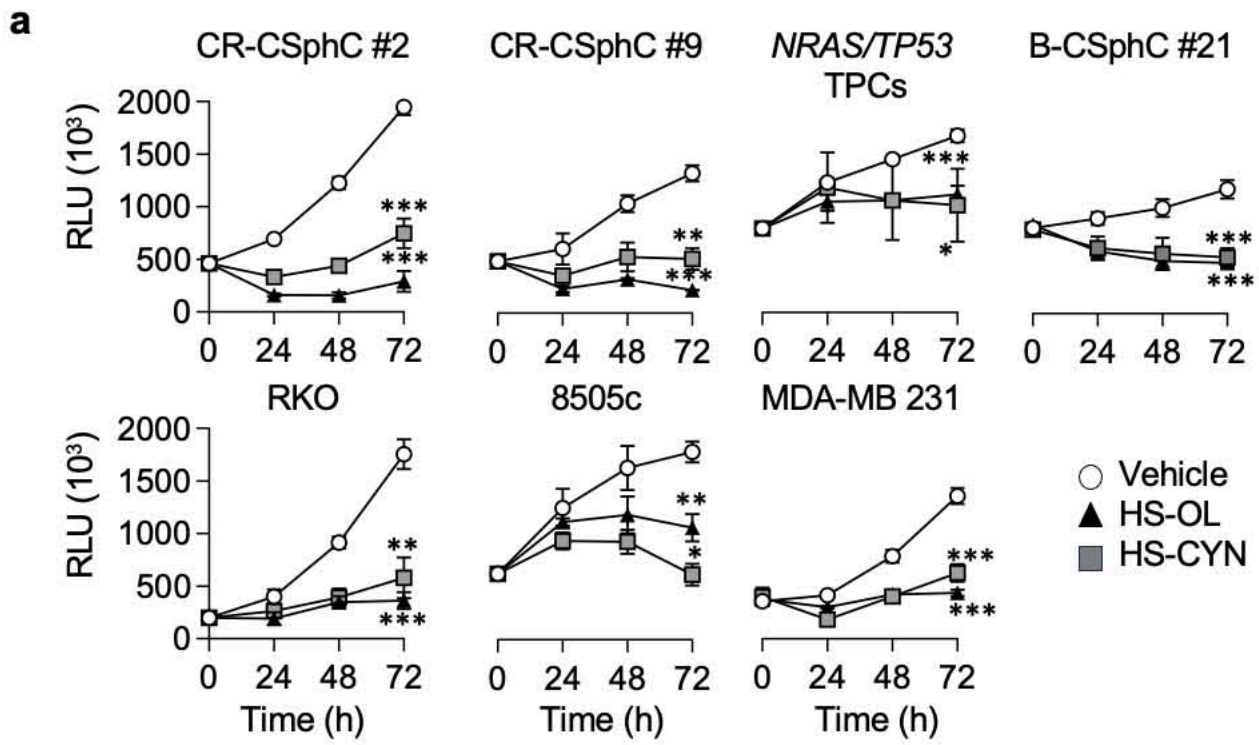 a
CR-CSphC #2
CR-CSphC #9
NRAS/TP53
TPCs
B-CSphC #21
RLU (10³)
2000
1500
1000
500
0
***
***
**
***
***
*
***
***
0 24 48 72
0 24 48 72
0 24 48 72
0 24 48 72
RKO
8505c
MDA-MB 231
RLU (10³)
2000
1500
1000
500
0
**
***
**
*
***
***
0 24 48 72
0 24 48 72
0 24 48 72
Time (h)
Time (h)
Time (h)
Vehicle
HS-OL
HS-CYN